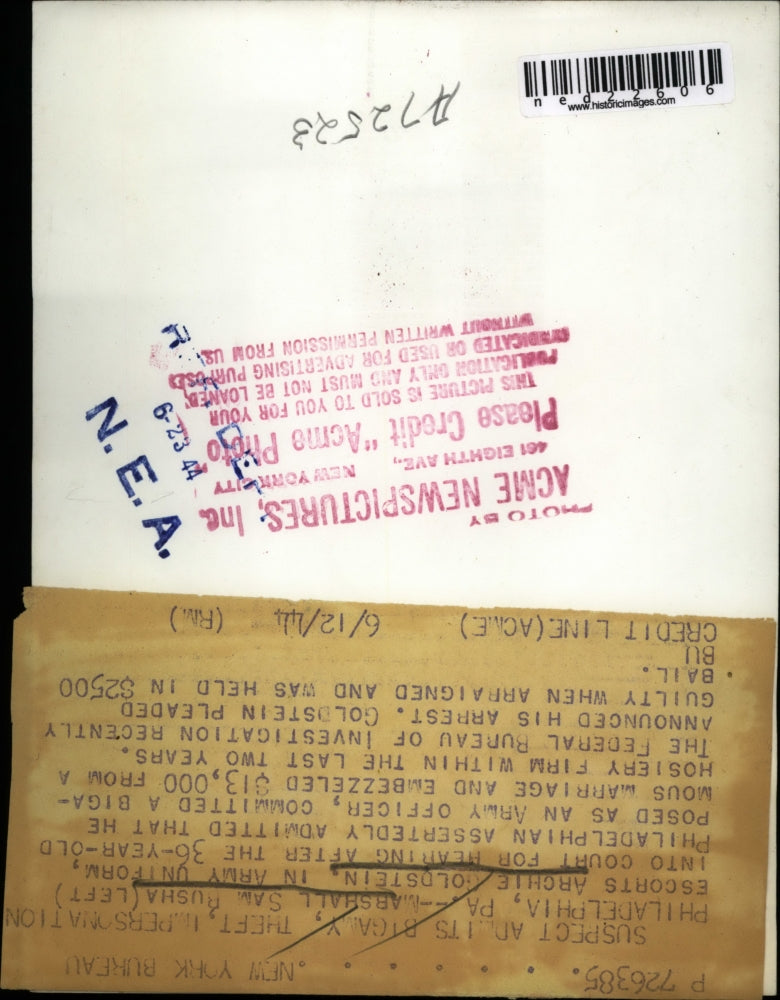 ned22606
www.historicimages.com
A72523
PHOTO BY
ACME NEWSPICTURES, Inc.
461 EIGHTH AVE., NEW YORK CITY
Please Credit "Acme Photo"
THIS PICTURE IS SOLD TO YOU FOR YOUR
PUBLICATION ONLY AND MUST NOT BE LOANED,
SYNDICATED OR USED FOR ADVERTISING PURPOSES
WITHOUT WRITTEN PERMISSION FROM US.
6-23 44
N. E. A.
P 726385. . . . . . .NEW YORK BUREAU
SUSPECT ADMITS BIGAMY, THEFT, IMPERSONATION
PHILADELPHIA, PA.--MARSHALL SAM RUSHA (LEFT)
ESCORTS ARCHIE GOLDSTEIN, IN ARMY UNIFORM,
INTO COURT FOR HEARING AFTER THE 36-YEAR-OLD
PHILADELPHIAN ASSERTEDLY ADMITTED THAT HE
POSED AS AN ARMY OFFICER, COMMITTED A BIGA-
MOUS MARRIAGE AND EMBEZZELED $13,000 FROM A
HOSIERY FIRM WITHIN THE LAST TWO YEARS.
THE FEDERAL BUREAU OF INVESTIGATION RECENTLY
ANNOUNCED HIS ARREST. GOLDSTEIN PLEADED
GUILTY WHEN ARRAIGNED AND WAS HELD IN $2500
BAIL.
BU
CREDIT LINE(ACME) 6/12/44 (RM)